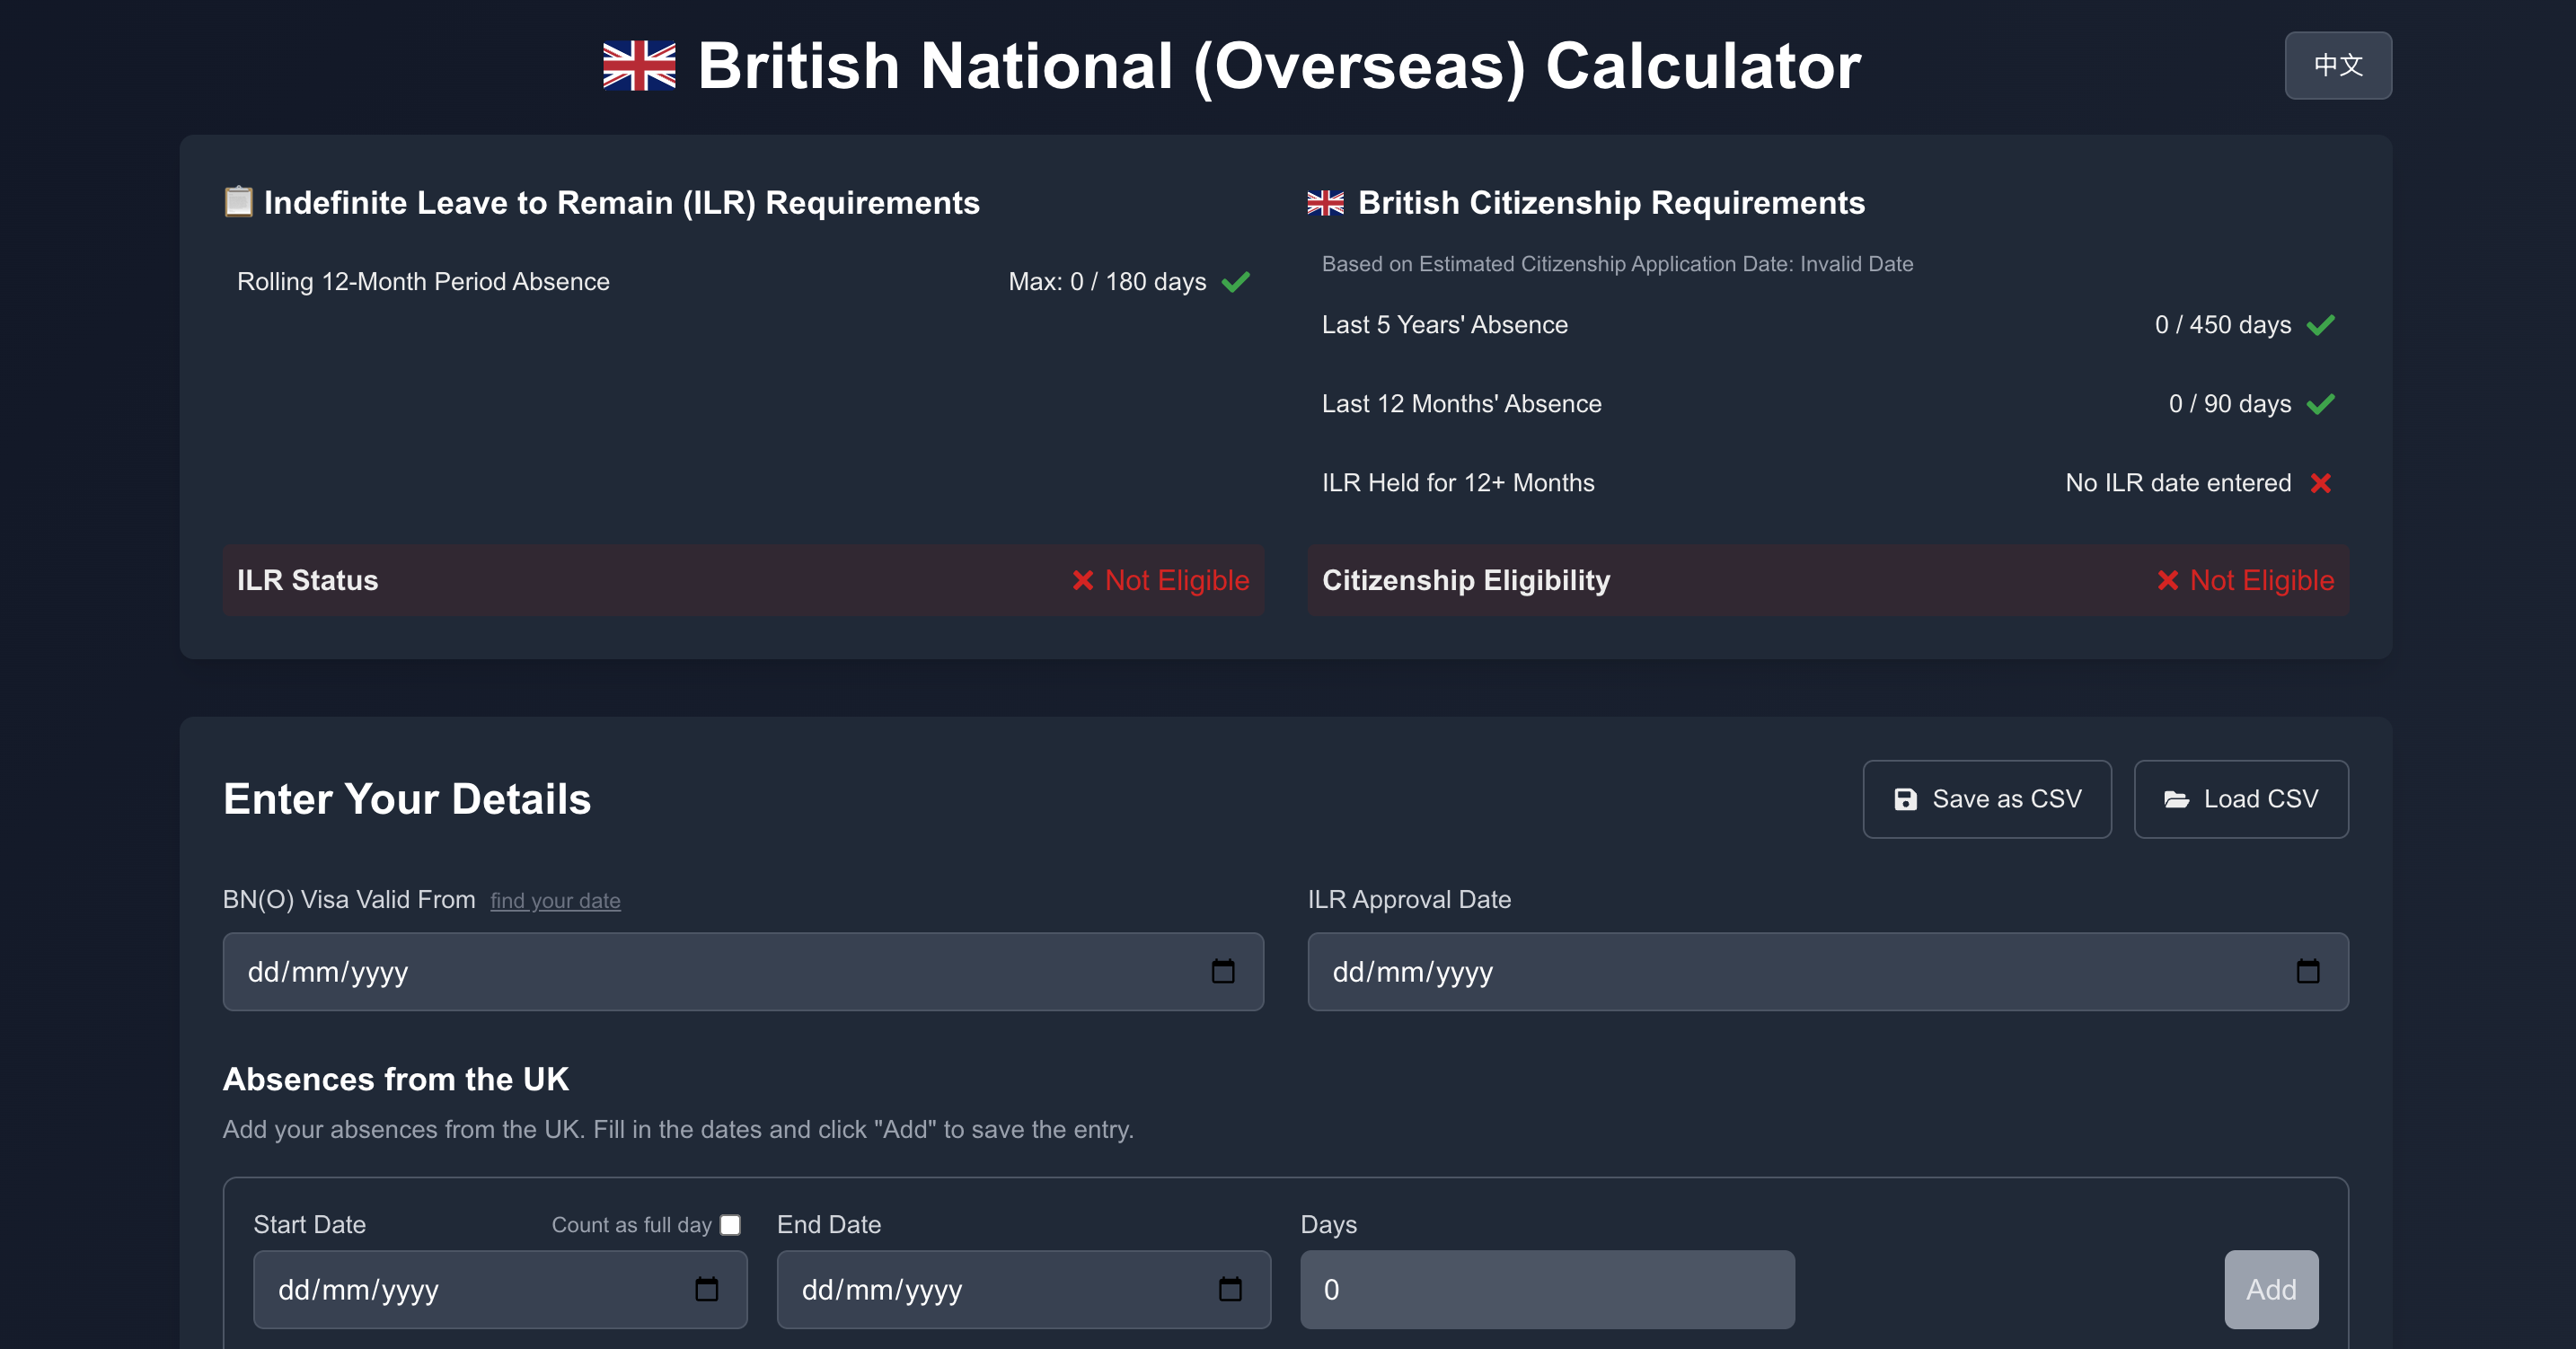 British National (Overseas) Calculator
中文
Indefinite Leave to Remain (ILR) Requirements
Rolling 12-Month Period Absence
Max: 0 / 180 days
ILR Status
Not Eligible
British Citizenship Requirements
Based on Estimated Citizenship Application Date: Invalid Date
Last 5 Years' Absence
0 / 450 days
Last 12 Months' Absence
0 / 90 days
ILR Held for 12+ Months
No ILR date entered
Citizenship Eligibility
Not Eligible
Enter Your Details
Save as CSV
Load CSV
BN(O) Visa Valid From find your date
dd/mm/yyyy
ILR Approval Date
dd/mm/yyyy
Absences from the UK
Add your absences from the UK. Fill in the dates and click "Add" to save the entry.
Start Date
Count as full day
dd/mm/yyyy
End Date
dd/mm/yyyy
Days
0
Add